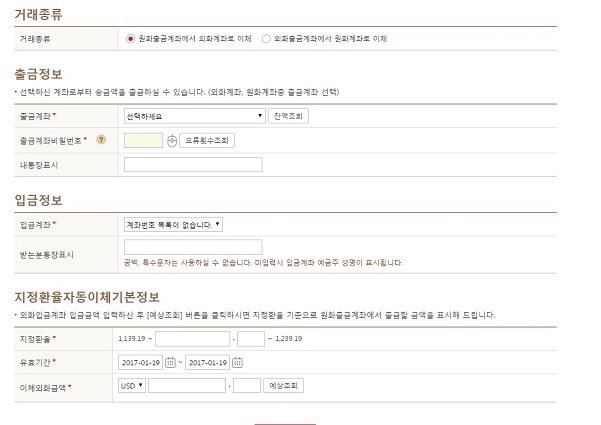 거래종류
거래종류 원화출금계좌에서 외화계좌로 이체 외화출금계좌에서 원화계좌로 이체
출금정보
• 선택하신 계좌로부터 송금액을 출금하실 수 있습니다. (외화계좌, 원화계좌중 출금계좌 선택)
출금계좌 * 선택하세요 잔액조회
출금계좌비밀번호 * ? 오류횟수조회
내통장표시
입금정보
입금계좌 * 계좌번호 목록이 없습니다.
받는분통장표시
공백, 특수문자는 사용하실 수 없습니다. 미입력시 입금계좌 예금주 성명이 표시됩니다.
지정환율자동이체기본정보
• 외화입금계좌 입금금액 입력하신 후 [예상조회] 버튼을 클릭하시면 지정환율 기준으로 원화출금계좌에서 출금할 금액을 표시해 드립니다.
지정환율 * 1,139.19 ~ . ~ 1,239.19
유효기간 * 2017-01-19 ~ 2017-01-19
이체외화금액 * USD . 예상조회